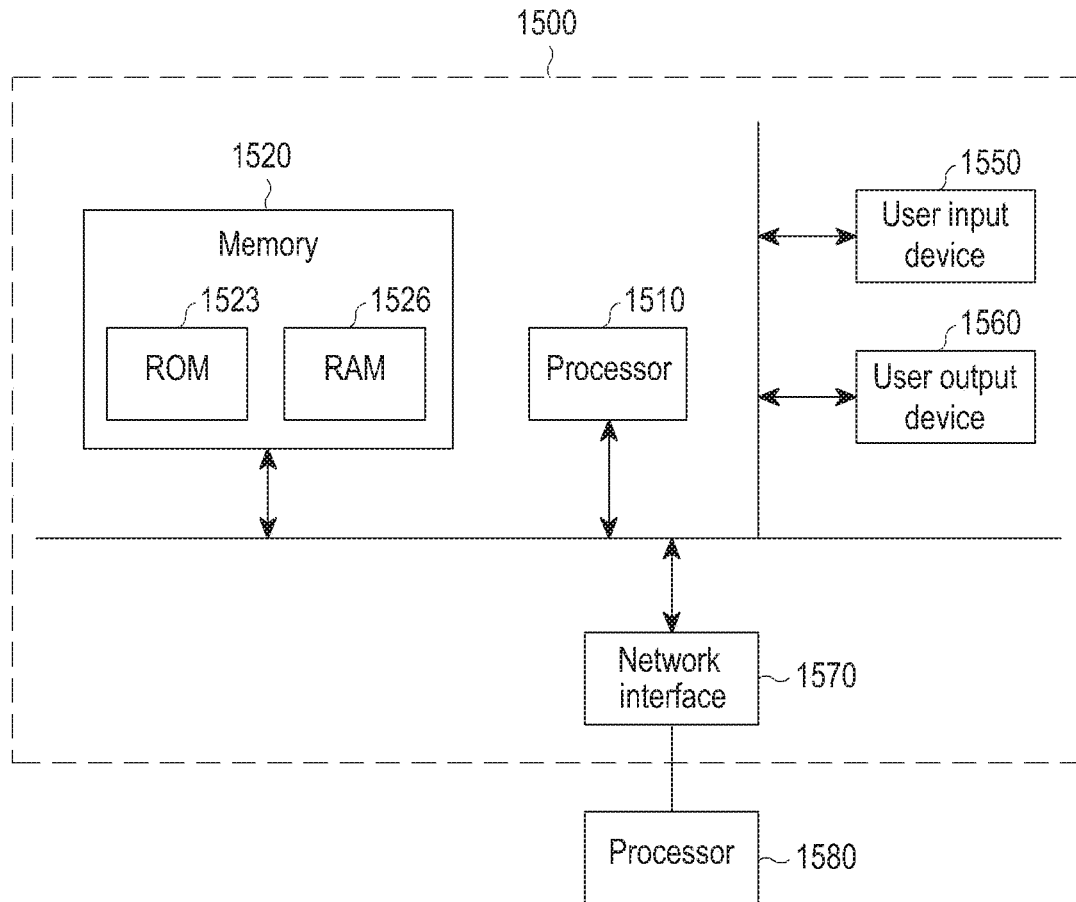 1500
1520
Memory
1523
ROM
1526
RAM
1510
Processor
1550
User input
device
1560
User output
device
Network
interface
1570
Processor
1580